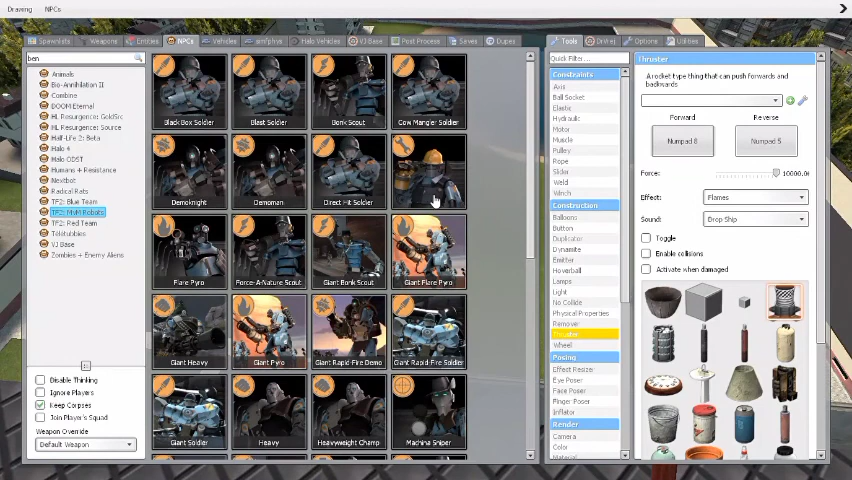 Drawing NPCs
Spawnlists Weapons Entities NPCs Vehicles simfphys Halo Vehicles VJ Base Post Process Saves Dupes
ben
Animals
Bio-Annihilation II
Combine
DOOM Eternal
HL Resurgence: GoldSrc
HL Resurgence: Source
Half-Life 2: Beta
Halo 4
Halo ODST
Humans + Resistance
Nextbot
Radical Rats
TF2: Blue Team
TF2: MvM Robots
TF2: Red Team
Teletubbies
VJ Base
Zombies + Enemy Aliens
Disable Thinking
Ignore Players
Keep Corpses
Join Player's Squad
Weapon Override
Default Weapon
Black Box Soldier Blast Soldier Bonk Scout Cow Mangler Soldier
Demoknight Demoman Direct Hit Soldier
Flare Pyro Force-A-Nature Scout Giant Bonk Scout Giant Flare Pyro
Giant Heavy Giant Pyro Giant Rapid-Fire Demo Giant Rapid-Fire Soldier
Giant Soldier Heavy Heavyweight Champ Machina Sniper
Tools Options Utilities
Quick Filter...
Constraints
Axis
Ball Socket
Elastic
Hydraulic
Motor
Muscle
Pulley
Rope
Slider
Weld
Winch
Construction
Balloons
Button
Duplicator
Dynamite
Emitter
Hoverball
Lamps
Light
No Collide
Physical Properties
Remover
Thruster
Wheel
Posing
Effect Resizer
Eye Poser
Face Poser
Finger Poser
Inflator
Render
Camera
Color
Material
Thruster
A rocket type thing that can push forwards and
backwards
Forward Reverse
Numpad 8 Numpad 5
Force: 10000.0
Effect: Flames
Sound: Drop Ship
Toggle
Enable collisions
Activate when damaged